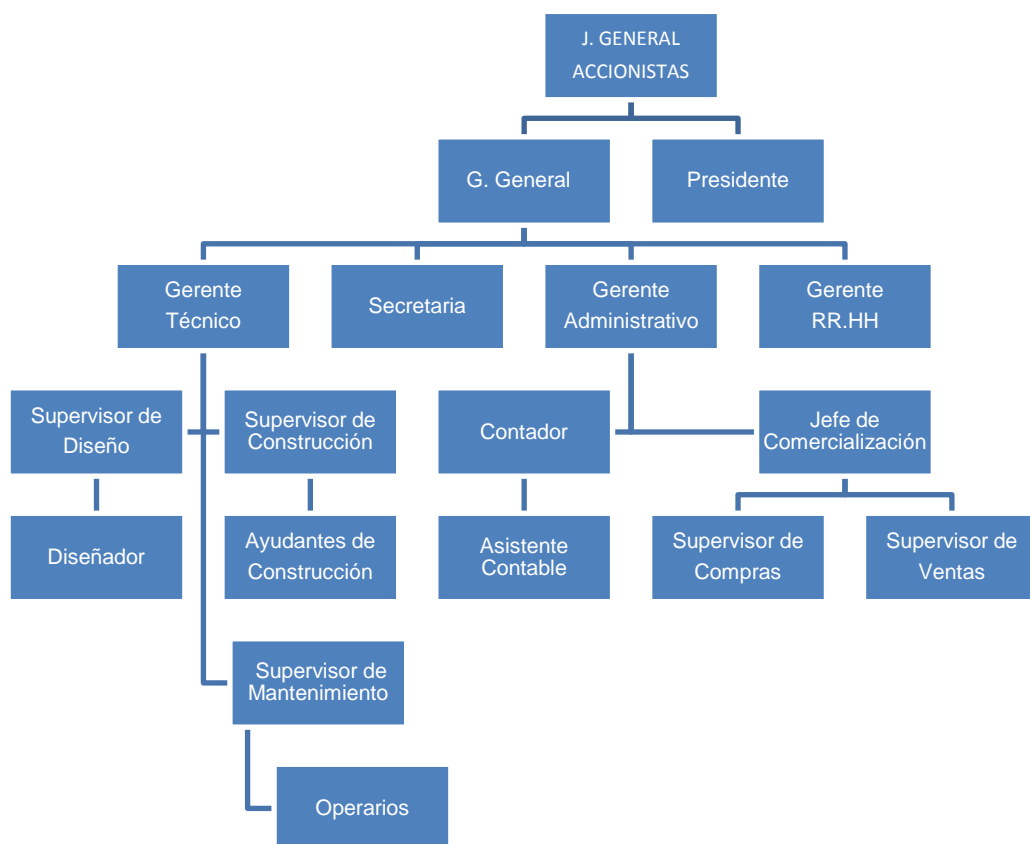 J. GENERAL
ACCIONISTAS
G. General
Presidente
Gerente
Técnico
Secretaria
Gerente
Administrativo
Gerente
RR.HH
Supervisor de
Diseño
Supervisor de
Construcción
Contador
Jefe de
Comercialización
Diseñador
Ayudantes de
Construcción
Asistente
Contable
Supervisor de
Compras
Supervisor de
Ventas
Supervisor de
Mantenimiento
Operarios